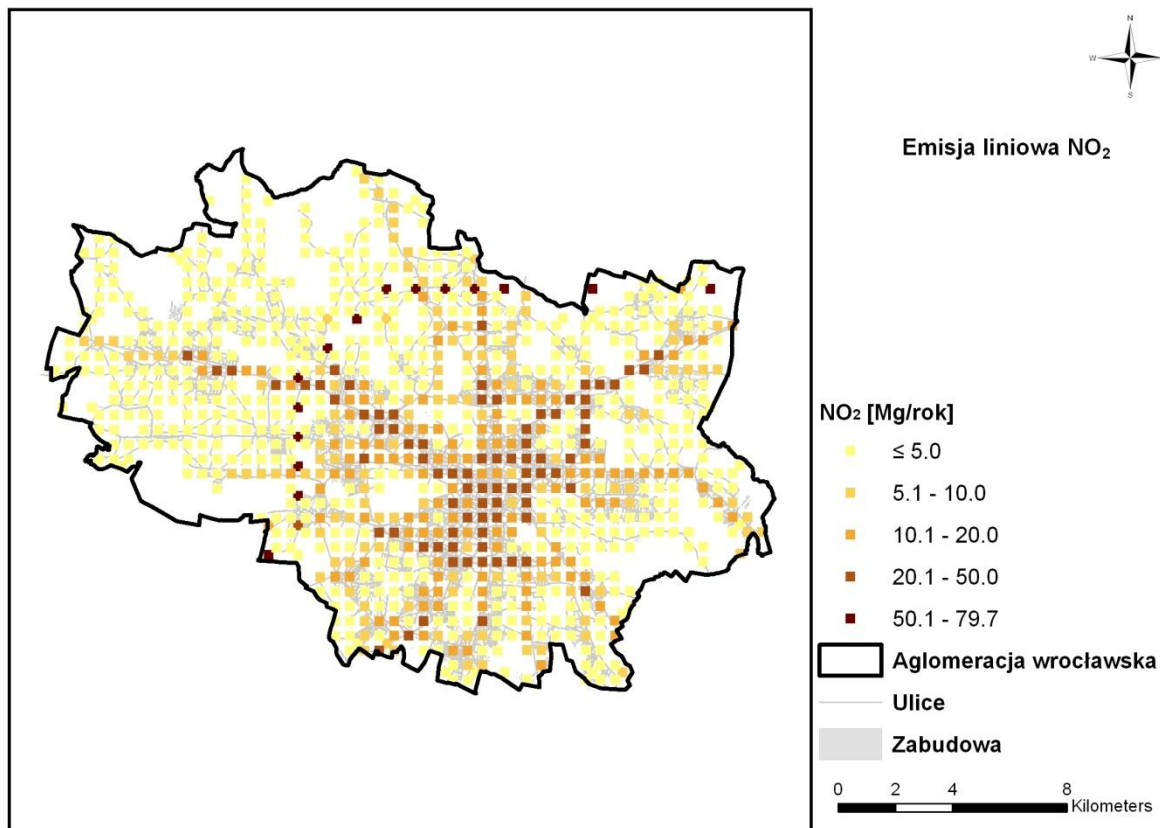 N
W
S
Emisja liniowa NO₂
NO₂ [Mg/rok]
≤ 5.0
5.1 - 10.0
10.1 - 20.0
20.1 - 50.0
50.1 - 79.7
Aglomeracja wrocławska
Ulice
Zabudowa
0 2 4 8
Kilometers